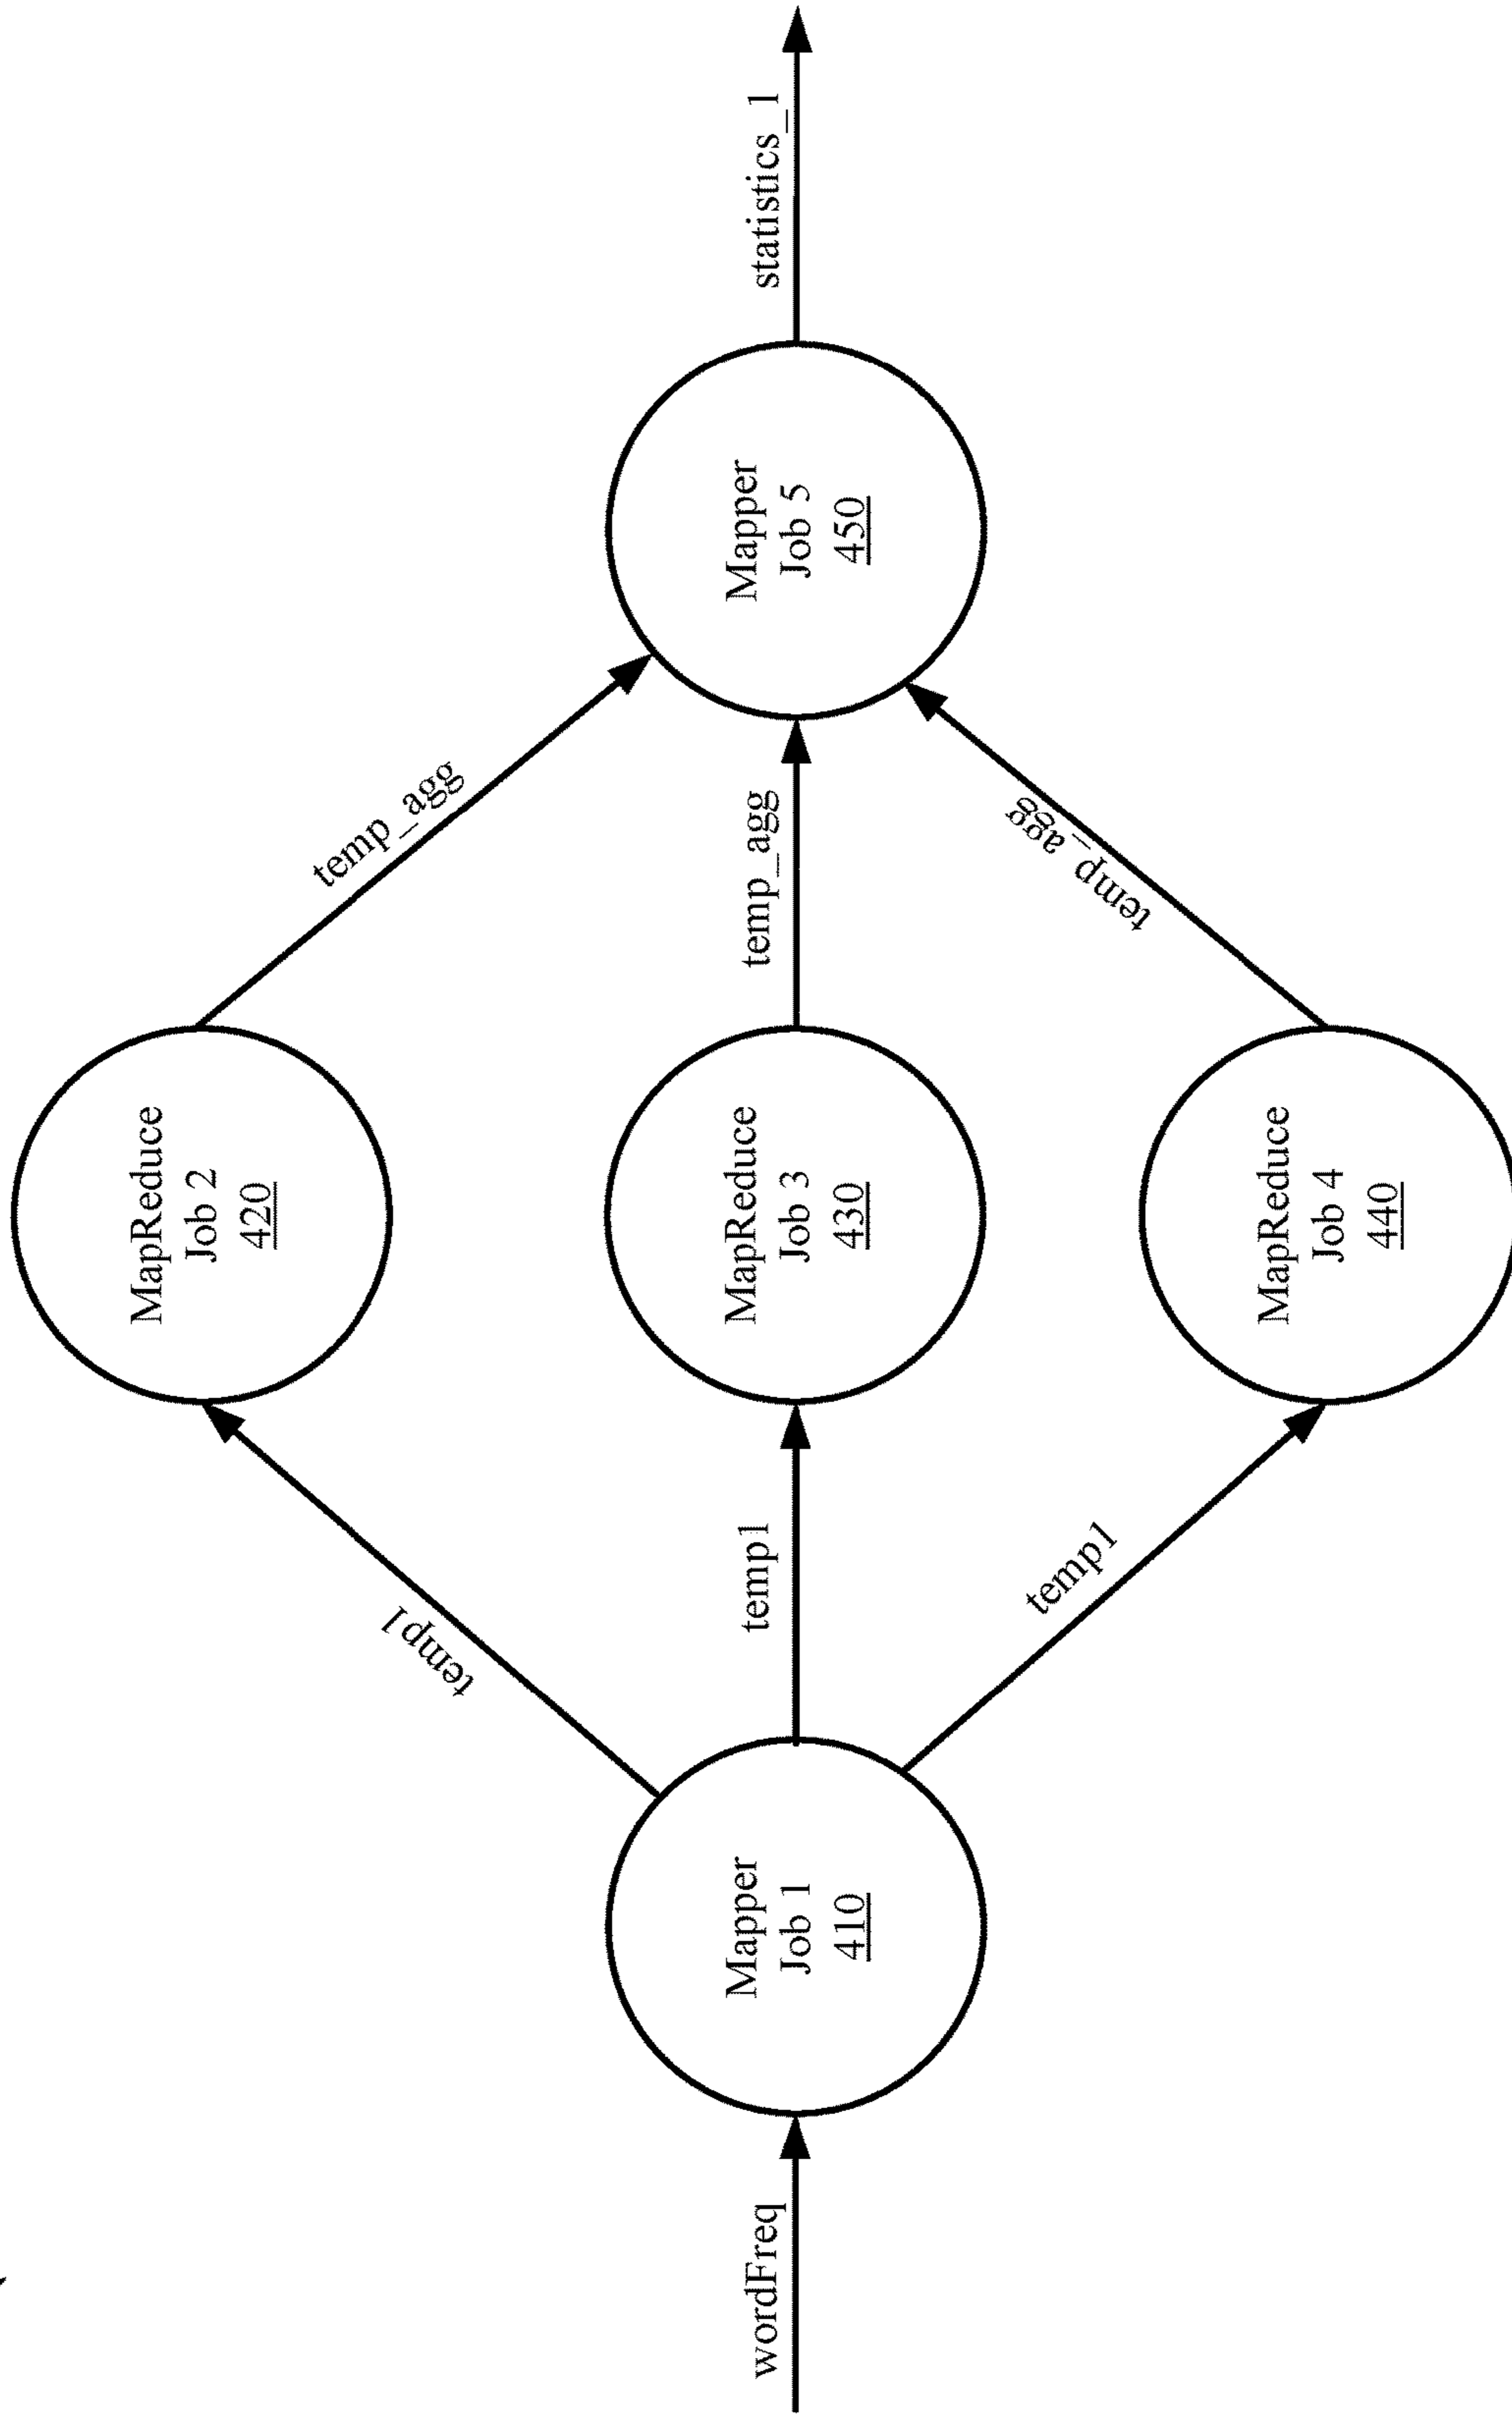 wordFreq
Mapper
Job 1
410
temp1
temp1
temp1
MapReduce
Job 2
420
MapReduce
Job 3
430
MapReduce
Job 4
440
temp_agg
temp_agg
temp_agg
Mapper
Job 5
450
statistics_1